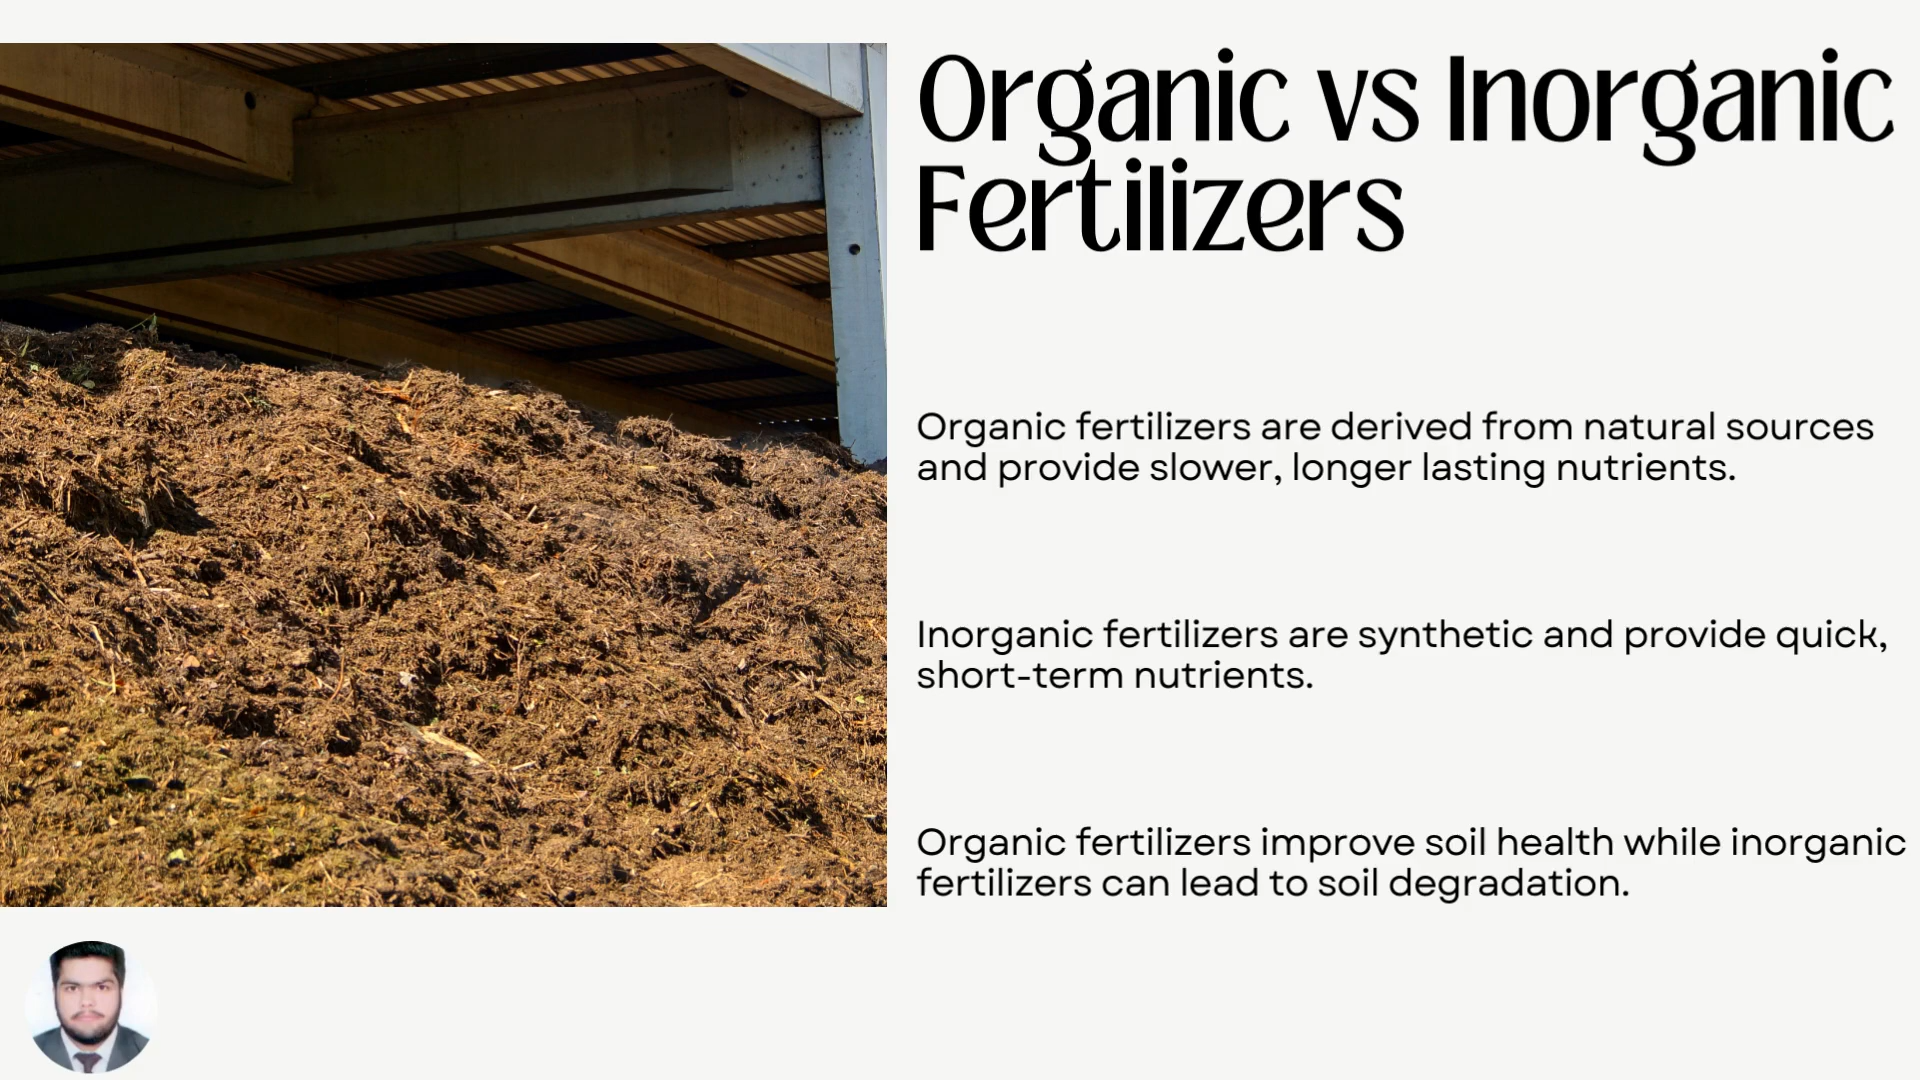 Organic vs Inorganic
Fertilizers
Organic fertilizers are derived from natural sources
and provide slower, longer lasting nutrients.
Inorganic fertilizers are synthetic and provide quick,
short-term nutrients.
Organic fertilizers improve soil health while inorganic
fertilizers can lead to soil degradation.